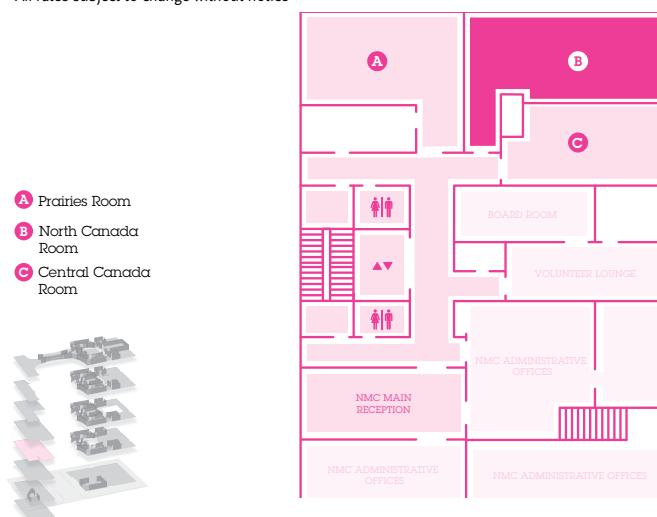 All rates subject to change without notice
A
B
C
A Prairies Room
B North Canada
Room
C Central Canada
Room
BOARD ROOM
VOLUNTEER LOUNGE
NMC ADMINISTRATIVE
OFFICES
NMC MAIN
RECEPTION
NMC ADMINISTRATIVE
OFFICES
NMC ADMINISTRATIVE OFFICES